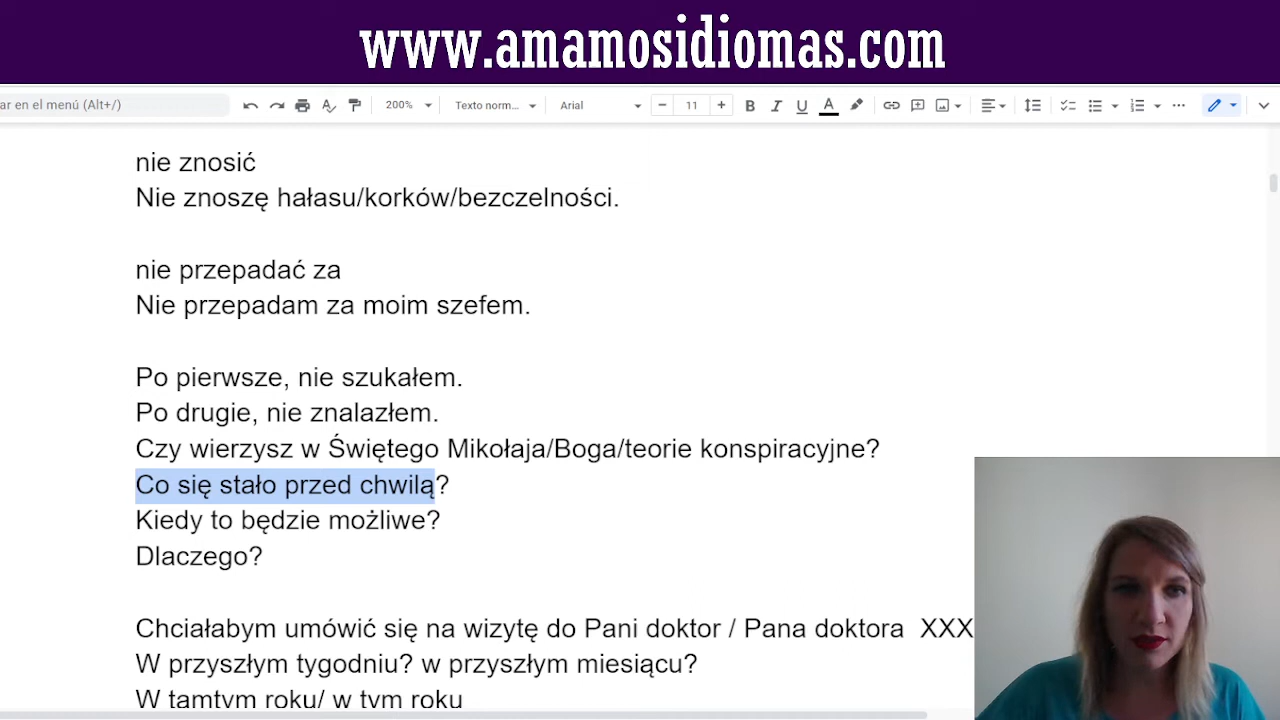 www.amamosidiomas.com
ar en el menú (Alt+/)
200%
Texto norm...
Arial
11
nie znosić
Nie znoszę hałasu/korków/bezczelności.
nie przepadać za
Nie przepadam za moim szefem.
Po pierwsze, nie szukałem.
Po drugie, nie znalazłem.
Czy wierzysz w Świętego Mikołaja/Boga/teorie konspiracyjne?
Co się stało przed chwilą?
Kiedy to będzie możliwe?
Dlaczego?
Chciałabym umówić się na wizytę do Pani doktor / Pana doktora XXX
W przyszłym tygodniu? w przyszłym miesiącu?
W tamtym roku/ w tym roku